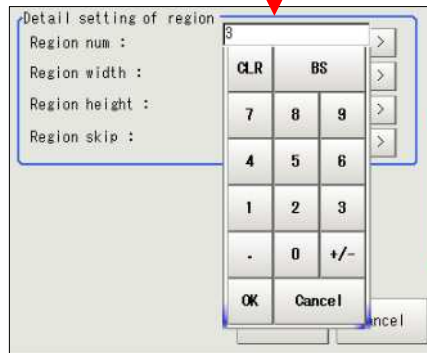 Detail setting of region
Region num :
3
>
Region width :
>
Region height :
>
Region skip :
>
CLR BS
7 8 9
4 5 6
1 2 3
. 0 +/-
OK Cancel
ncel